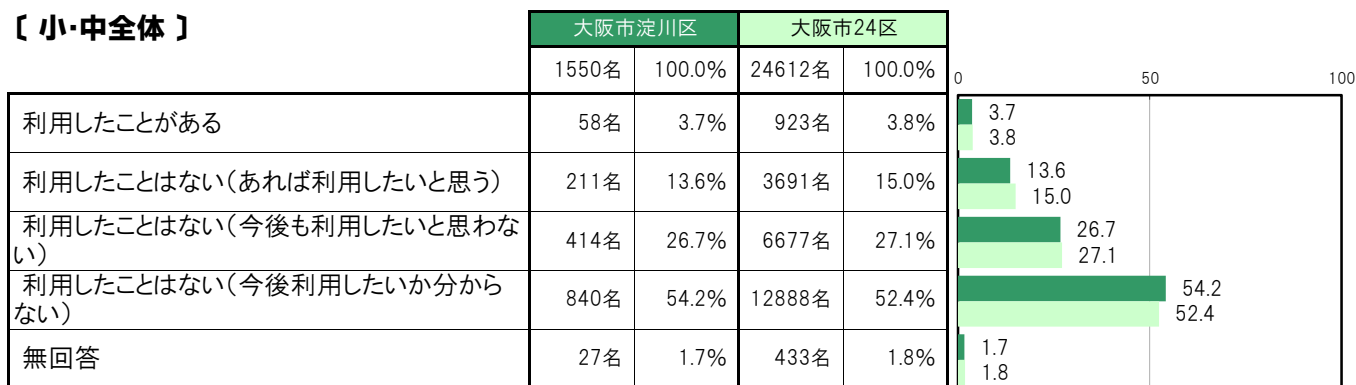 〔 小・中全体 〕
大阪市淀川区 大阪市24区
1550名 100.0% 24612名 100.0%
0 50 100
利用したことがある 58名 3.7% 923名 3.8%
3.7
3.8
利用したことはない(あれば利用したいと思う) 211名 13.6% 3691名 15.0%
13.6
15.0
利用したことはない(今後も利用したいと思わな
い) 414名 26.7% 6677名 27.1%
26.7
27.1
利用したことはない(今後利用したいか分から
ない) 840名 54.2% 12888名 52.4%
54.2
52.4
無回答 27名 1.7% 433名 1.8%
1.7
1.8